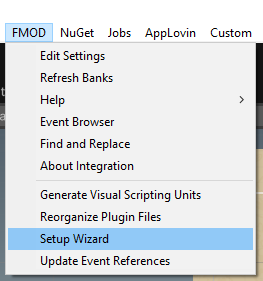 FMOD NuGet Jobs AppLovin Custom
Edit Settings
Refresh Banks
Help
Event Browser
Find and Replace
About Integration
Generate Visual Scripting Units
Reorganize Plugin Files
Setup Wizard
Update Event References